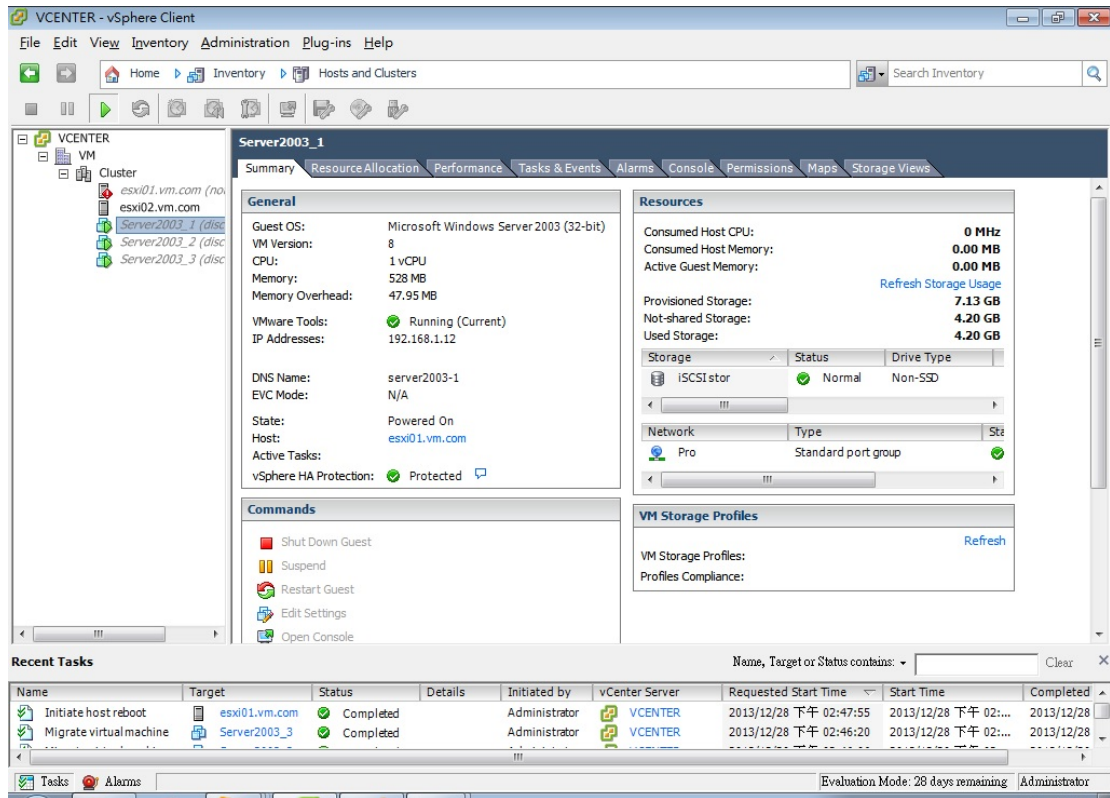 VCENTER - vSphere Client
File Edit View Inventory Administration Plug-ins Help
Home Inventory Hosts and Clusters Search Inventory
VCENTER
VM
Cluster
esxi01.vm.com (not
esxi02.vm.com
Server2003_1 (disc
Server2003_2 (disc
Server2003_3 (disc
Server2003_1
Summary Resource Allocation Performance Tasks & Events Alarms Console Permissions Maps Storage Views
General
Guest OS: Microsoft Windows Server 2003 (32-bit)
VM Version: 8
CPU: 1 vCPU
Memory: 528 MB
Memory Overhead: 47.95 MB
VMware Tools: Running (Current)
IP Addresses: 192.168.1.12
DNS Name: server2003-1
EVC Mode: N/A
State: Powered On
Host: esxi01.vm.com
Active Tasks:
vSphere HA Protection: Protected
Commands
Shut Down Guest
Suspend
Restart Guest
Edit Settings
Open Console
Resources
Consumed Host CPU: 0 MHz
Consumed Host Memory: 0.00 MB
Active Guest Memory: 0.00 MB
Refresh Storage Usage
Provisioned Storage: 7.13 GB
Not-shared Storage: 4.20 GB
Used Storage: 4.20 GB
Storage Status Drive Type
iSCSI stor Normal Non-SSD
Network Type Sta
Pro Standard port group
VM Storage Profiles
Refresh
VM Storage Profiles:
Profiles Compliance:
Recent Tasks Name, Target or Status contains: Clear
Name Target Status Details Initiated by vCenter Server Requested Start Time Start Time Completed
Initiate host reboot esxi01.vm.com Completed Administrator VCENTER 2013/12/28 下午 02:47:55 2013/12/28 下午 02:... 2013/12/28
Migrate virtual machine Server2003_3 Completed Administrator VCENTER 2013/12/28 下午 02:46:20 2013/12/28 下午 02:... 2013/12/28
Tasks Alarms Evaluation Mode: 28 days remaining Administrator